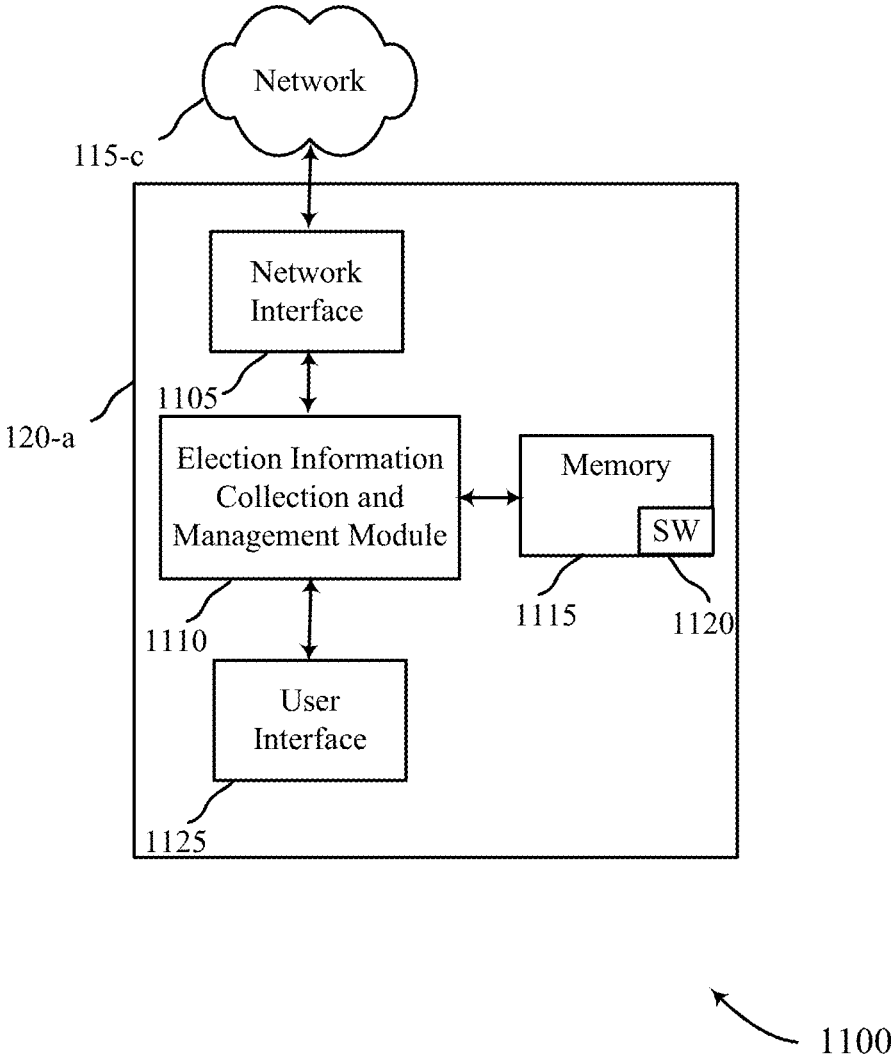 Network
115-c
Network
Interface
1105
120-a
Election Information
Collection and
Management Module
Memory
SW
1110
1115
1120
User
Interface
1125
1100